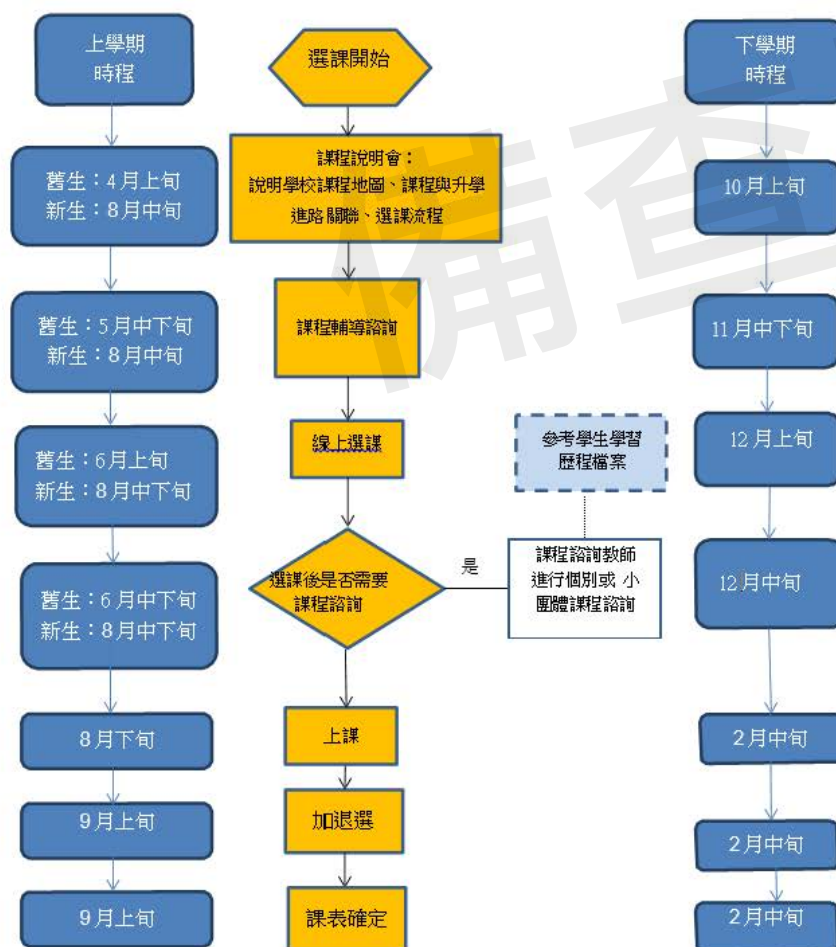 上學期
時程
舊生：4月上旬
新生：8月中旬
舊生：5月中下旬
新生：8月中旬
舊生：6月上旬
新生：8月中下旬
舊生：6月中下旬
新生：8月中下旬
8月下旬
9月上旬
9月上旬
選課開始
課程說明會：
說明學校課程地圖、課程與升學
進路關聯、選課流程
課程輔導諮詢
線上選課
選課後是否需要
課程諮詢
是
參考學生學習
歷程檔案
課程諮詢教師
進行個別或 小
團體課程諮詢
上課
加退選
課表確定
下學期
時程
10月上旬
11月中下旬
12月上旬
12月中旬
2月中旬
2月中旬
2月中旬
備查